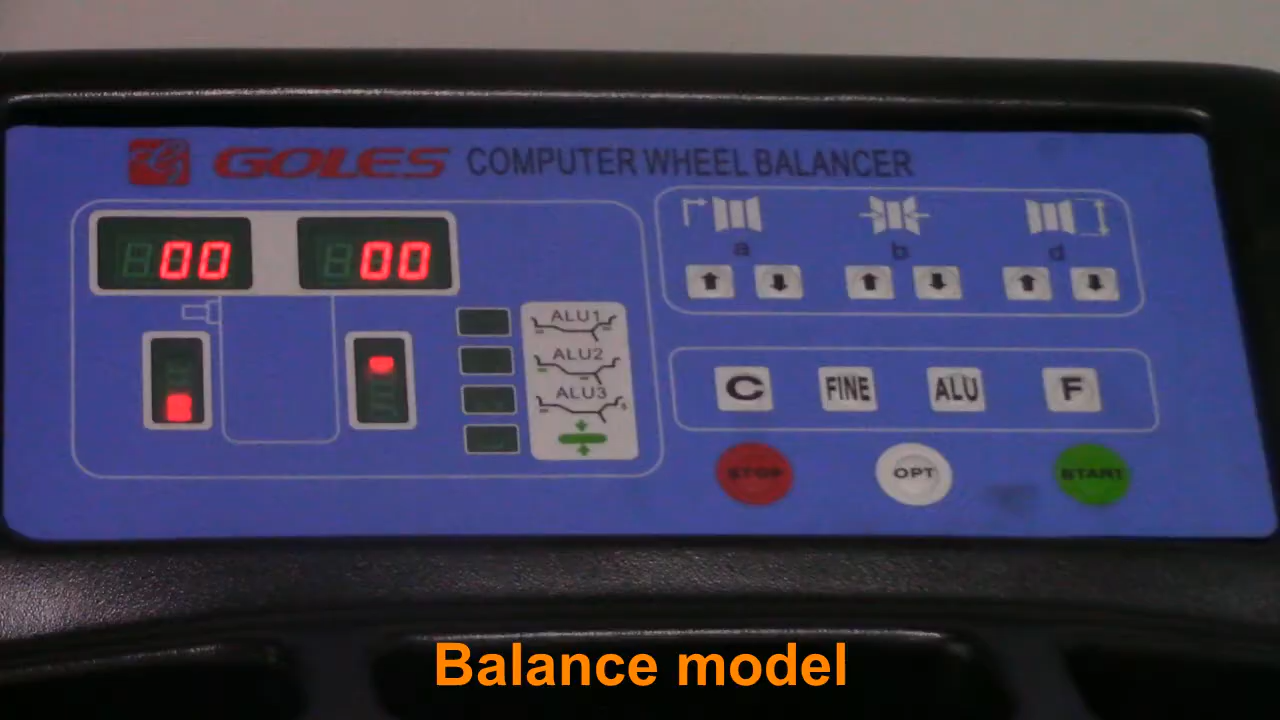 GOLES COMPUTER WHEEL BALANCER
00 00
a b d
ALU1
ALU2
ALU3
C FINE ALU F
STOP OPT START
Balance model